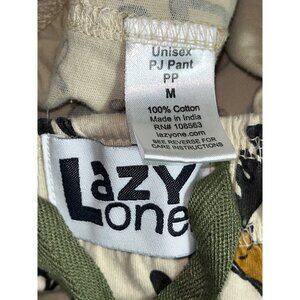 Unisex
PJ Pant
PP
M
100% Cotton
Made in India
RN# 108563
lazyone.com
SEE REVERSE FOR
CARE INSTRUCTIONS
Lazy
one